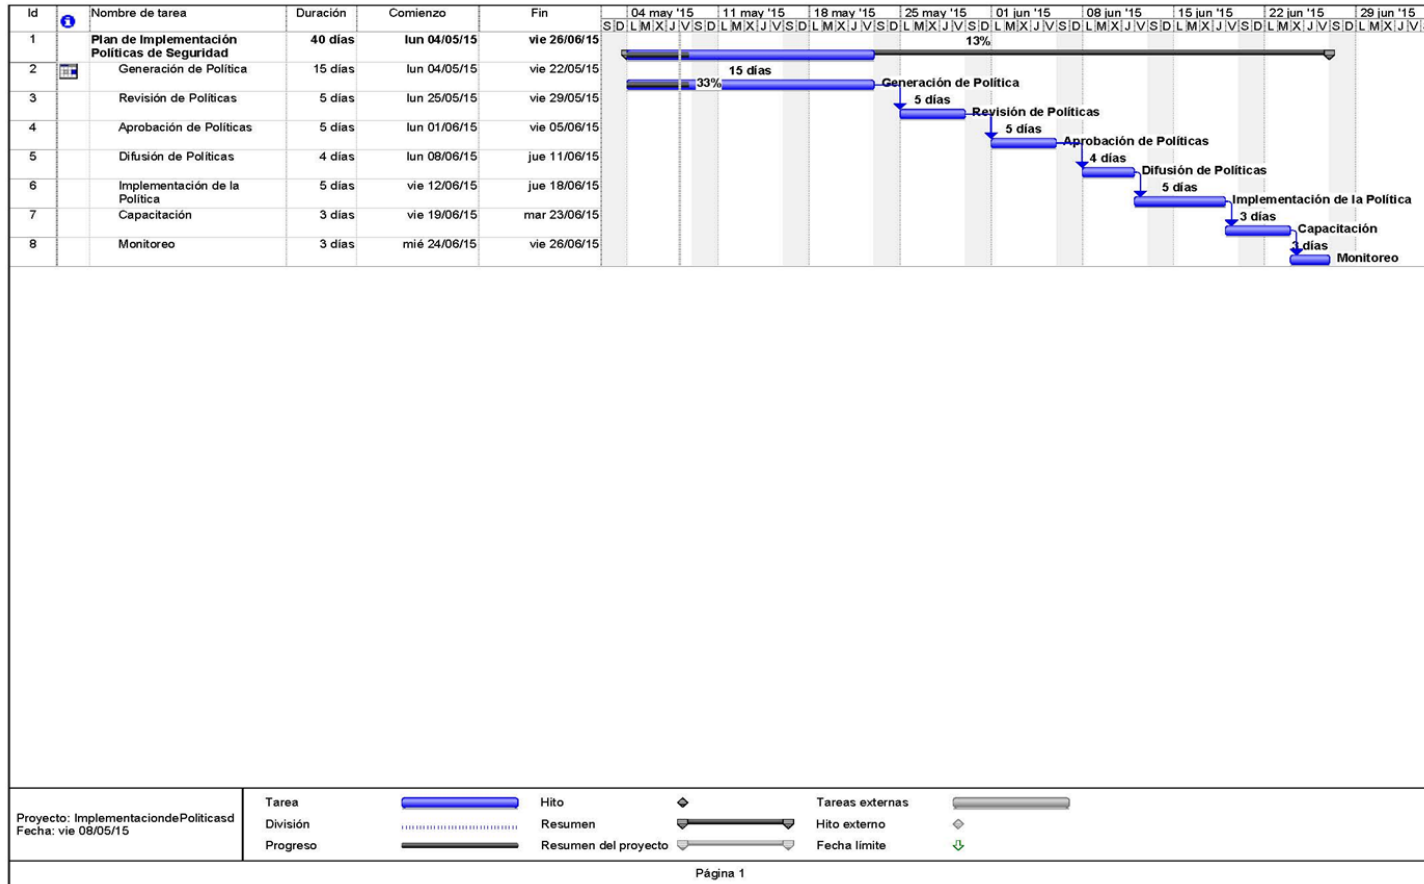 Id Nombre de tarea Duración Comienzo Fin 04 may '15 11 may '15 18 may '15 25 may '15 01 jun '15 08 jun '15 15 jun '15 22 jun '15 29 jun '15
S D L M X J V S D L M X J V S D L M X J V S D L M X J V S D L M X J V S D L M X J V S D L M X J V S D L M X J V S D L M X J V
1 Plan de Implementación 40 días lun 04/05/15 vie 26/06/15 13%
Políticas de Seguridad
2 Generación de Política 15 días lun 04/05/15 vie 22/05/15 15 días
33% Generación de Política
3 Revisión de Políticas 5 días lun 25/05/15 vie 29/05/15 5 días
Revisión de Políticas
4 Aprobación de Políticas 5 días lun 01/06/15 vie 05/06/15 5 días
Aprobación de Políticas
5 Difusión de Políticas 4 días lun 08/06/15 jue 11/06/15 4 días
Difusión de Políticas
6 Implementación de la 5 días vie 12/06/15 jue 18/06/15 5 días
Política Implementación de la Política
7 Capacitación 3 días vie 19/06/15 mar 23/06/15 3 días
Capacitación
8 Monitoreo 3 días mié 24/06/15 vie 26/06/15 3 días
Monitoreo
Proyecto: ImplementaciondePoliticasd
Fecha: vie 08/05/15
Tarea Hito Tareas externas
División Resumen Hito externo
Progreso Resumen del proyecto Fecha límite
Página 1